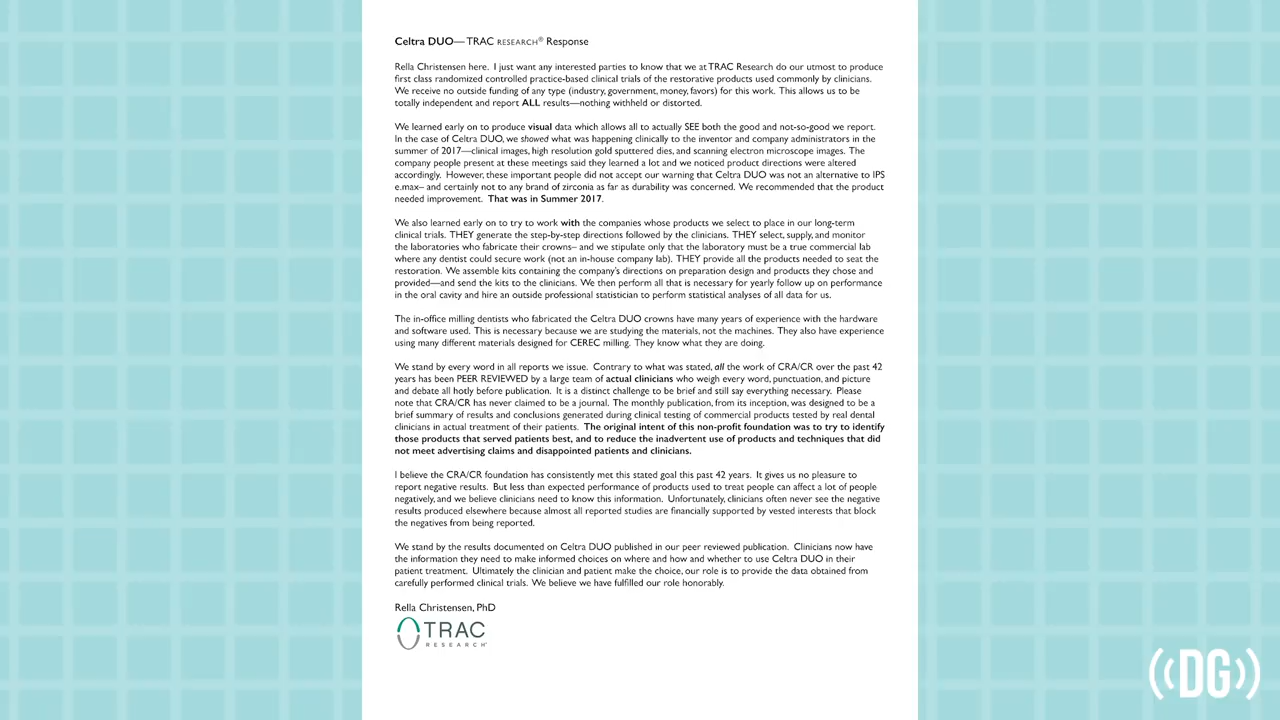 Celtra DUO—TRAC RESEARCH® Response
Rella Christensen here. I just want any interested parties to know that we at TRAC Research do our utmost to produce
first class randomized controlled practice-based clinical trials of the restorative products used commonly by clinicians.
We receive no outside funding of any type (industry, government, money, favors) for this work. This allows us to be
totally independent and report ALL results—nothing withheld or distorted.
We learned early on to produce visual data which allows all to actually SEE both the good and not-so-good we report.
In the case of Celtra DUO, we showed what was happening clinically to the inventor and company administrators in the
summer of 2017—clinical images, high resolution gold sputtered dies, and scanning electron microscope images. The
company people present at these meetings said they learned a lot and we noticed product directions were altered
accordingly. However, these important people did not accept our warning that Celtra DUO was not an alternative to IPS
e.max– and certainly not to any brand of zirconia as far as durability was concerned. We recommended that the product
needed improvement. That was in Summer 2017.
We also learned early on to try to work with the companies whose products we select to place in our long-term
clinical trials. THEY generate the step-by-step directions followed by the clinicians. THEY select, supply, and monitor
the laboratories who fabricate their crowns– and we stipulate only that the laboratory must be a true commercial lab
where any dentist could secure work (not an in-house company lab). THEY provide all the products needed to seat the
restoration. We assemble kits containing the company's directions on preparation design and products they chose and
provided—and send the kits to the clinicians. We then perform all that is necessary for yearly follow up on performance
in the oral cavity and hire an outside professional statistician to perform statistical analyses of all data for us.
The in-office milling dentists who fabricated the Celtra DUO crowns have many years of experience with the hardware
and software used. This is necessary because we are studying the materials, not the machines. They also have experience
using many different materials designed for CEREC milling. They know what they are doing.
We stand by every word in all reports we issue. Contrary to what was stated, all the work of CRA/CR over the past 42
years has been PEER REVIEWED by a large team of actual clinicians who weigh every word, punctuation, and picture
and debate all hotly before publication. It is a distinct challenge to be brief and still say everything necessary. Please
note that CRA/CR has never claimed to be a journal. The monthly publication, from its inception, was designed to be a
brief summary of results and conclusions generated during clinical testing of commercial products tested by real dental
clinicians in actual treatment of their patients. The original intent of this non-profit foundation was to try to identify
those products that served patients best, and to reduce the inadvertent use of products and techniques that did
not meet advertising claims and disappointed patients and clinicians.
I believe the CRA/CR foundation has consistently met this stated goal this past 42 years. It gives us no pleasure to
report negative results. But less than expected performance of products used to treat people can affect a lot of people
negatively, and we believe clinicians need to know this information. Unfortunately, clinicians often never see the negative
results produced elsewhere because almost all reported studies are financially supported by vested interests that block
the negatives from being reported.
We stand by the results documented on Celtra DUO published in our peer reviewed publication. Clinicians now have
the information they need to make informed choices on where and how and whether to use Celtra DUO in their
patient treatment. Ultimately the clinician and patient make the choice, our role is to provide the data obtained from
carefully performed clinical trials. We believe we have fulfilled our role honorably.
Rella Christensen, PhD
TRAC
RESEARCH
DG